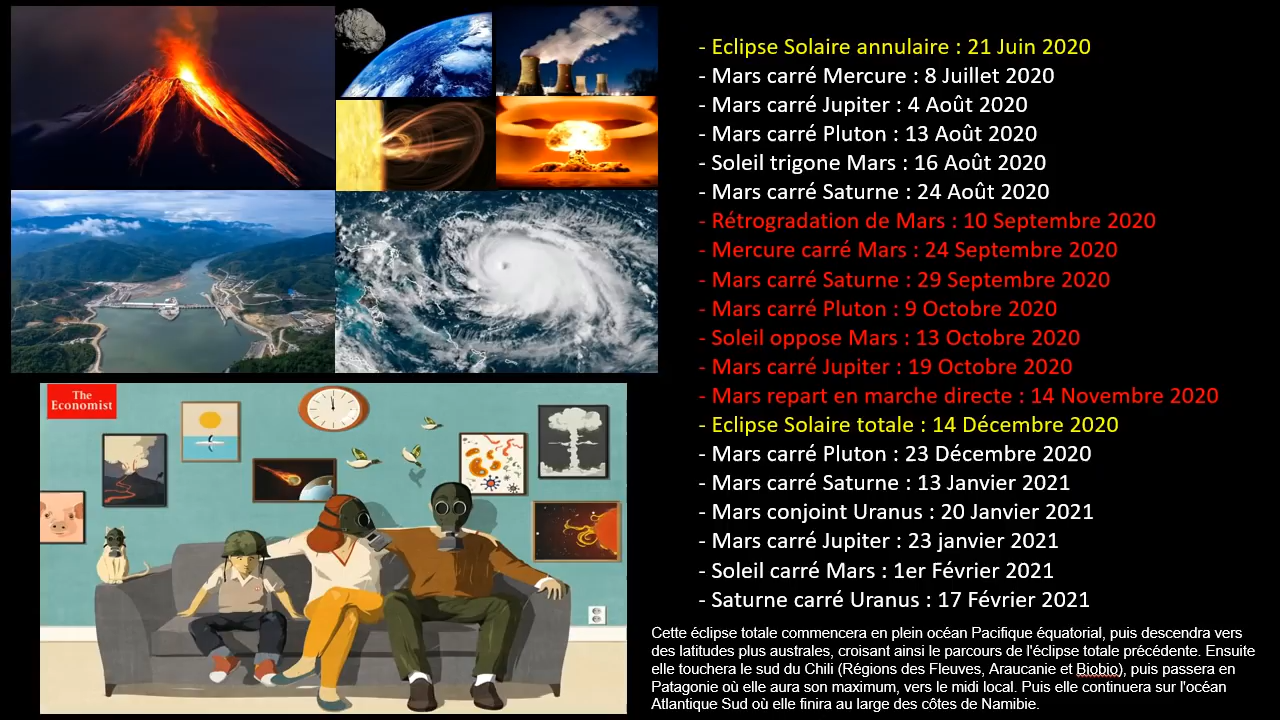 - Eclipse Solaire annulaire : 21 Juin 2020
- Mars carré Mercure : 8 Juillet 2020
- Mars carré Jupiter : 4 Août 2020
- Mars carré Pluton : 13 Août 2020
- Soleil trigone Mars : 16 Août 2020
- Mars carré Saturne : 24 Août 2020
- Rétrogradation de Mars : 10 Septembre 2020
- Mercure carré Mars : 24 Septembre 2020
- Mars carré Saturne : 29 Septembre 2020
- Mars carré Pluton : 9 Octobre 2020
- Soleil oppose Mars : 13 Octobre 2020
- Mars carré Jupiter : 19 Octobre 2020
- Mars repart en marche directe : 14 Novembre 2020
- Eclipse Solaire totale : 14 Décembre 2020
- Mars carré Pluton : 23 Décembre 2020
- Mars carré Saturne : 13 Janvier 2021
- Mars conjoint Uranus : 20 Janvier 2021
- Mars carré Jupiter : 23 janvier 2021
- Soleil carré Mars : 1er Février 2021
- Saturne carré Uranus : 17 Février 2021
The
Economist
Cette éclipse totale commencera en plein océan Pacifique équatorial, puis descendra vers
des latitudes plus australes, croisant ainsi le parcours de l'éclipse totale précédente. Ensuite
elle touchera le sud du Chili (Régions des Fleuves, Araucanie et Biobio), puis passera en
Patagonie où elle aura son maximum, vers le midi local. Puis elle continuera sur l'océan
Atlantique Sud où elle finira au large des côtes de Namibie.